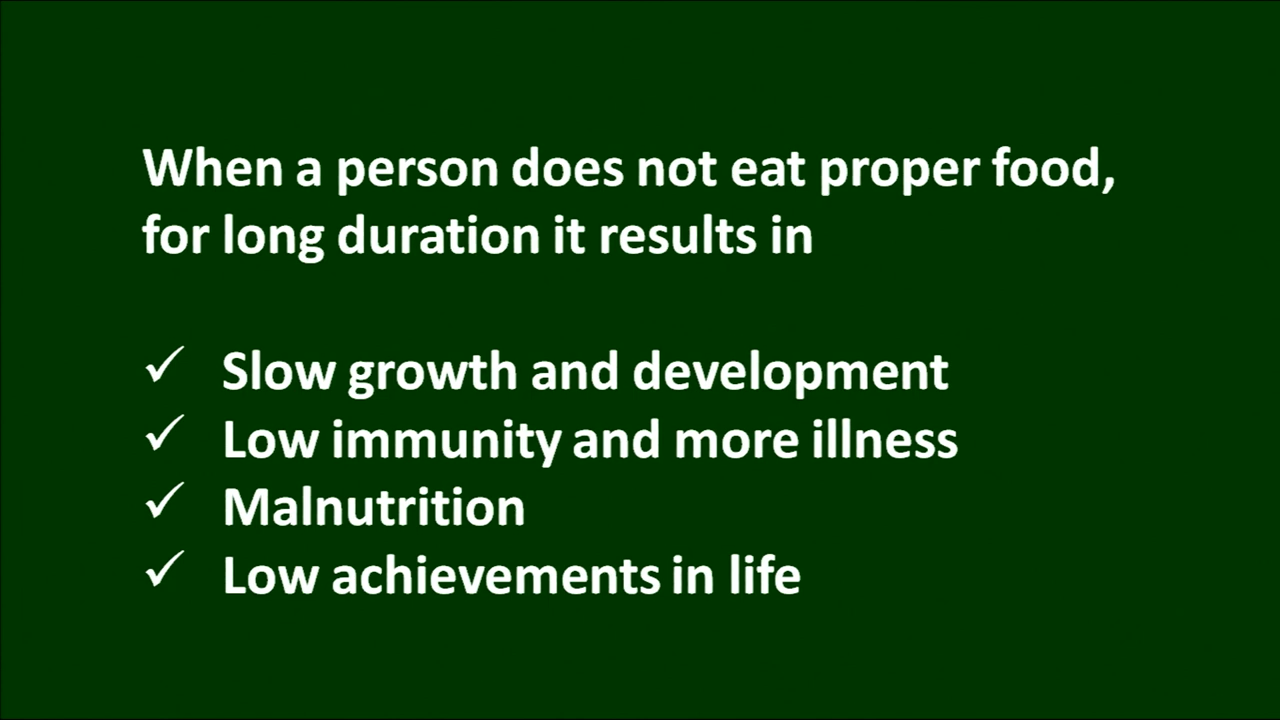 When a person does not eat proper food,
for long duration it results in
✓ Slow growth and development
✓ Low immunity and more illness
✓ Malnutrition
✓ Low achievements in life